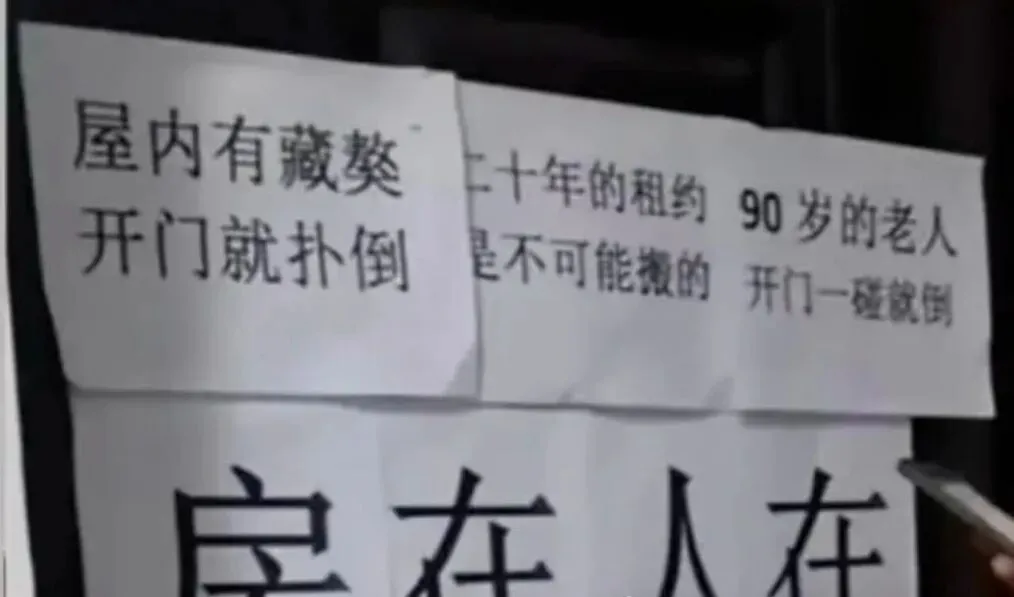 屋内有藏獒
开门就扑倒
二十年的租约
是不可能搬的
90 岁的老人
开门一碰就倒
房在人在